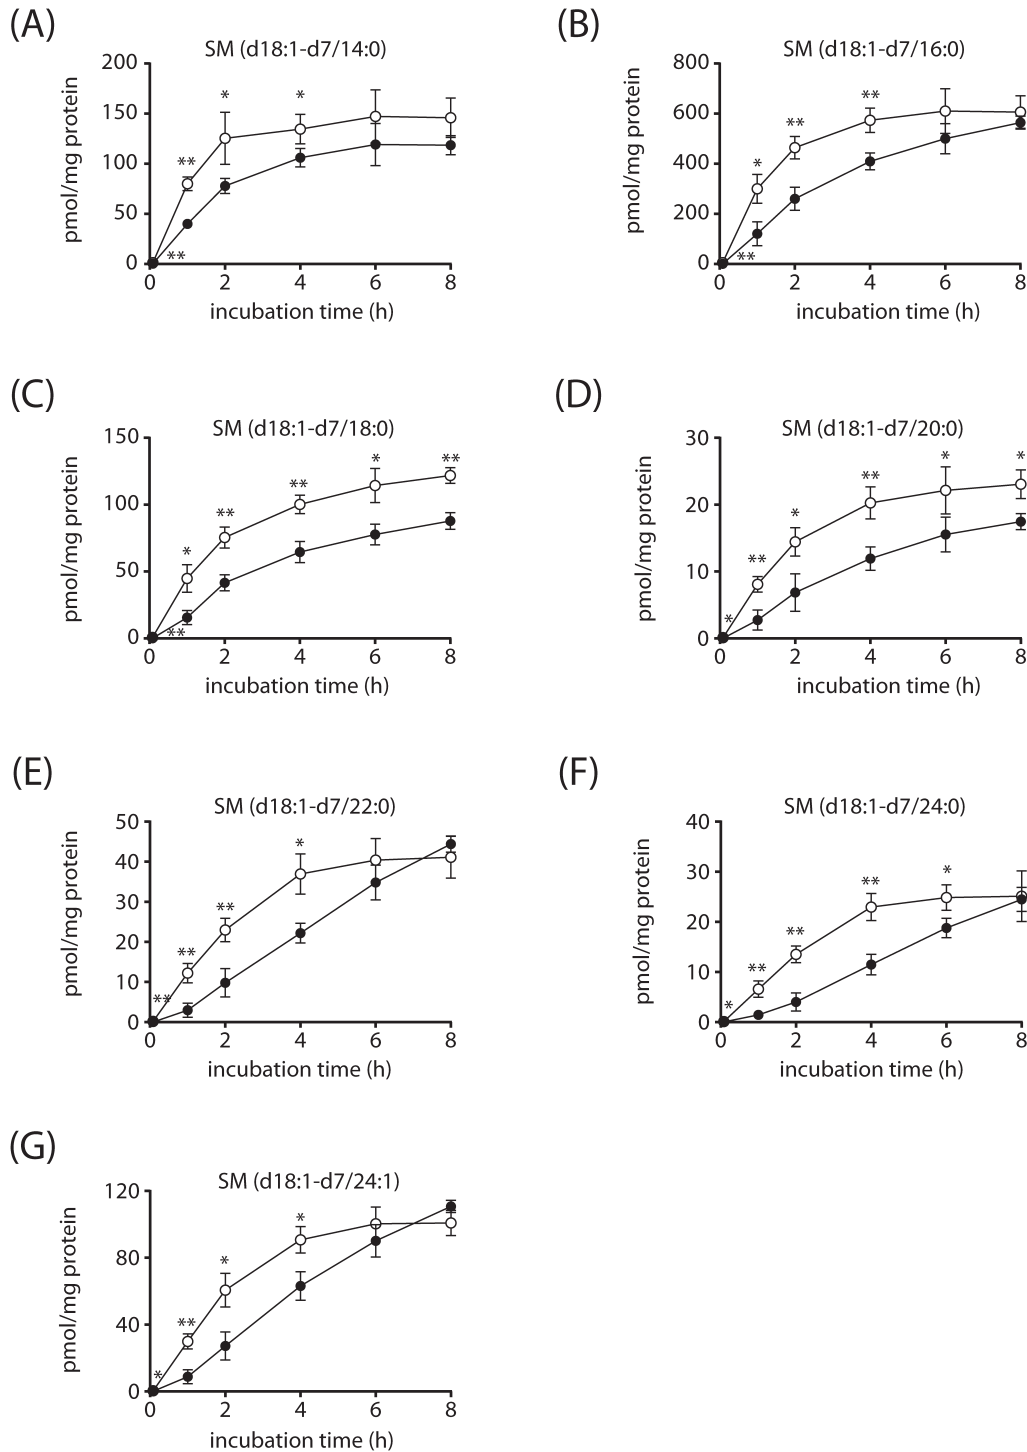 (A)
SM (d18:1-d7/14:0)
pmol/mg protein
200
150
100
50
0
* *
**
**
0 2 4 6 8
incubation time (h)
(B)
SM (d18:1-d7/16:0)
pmol/mg protein
800
600
400
200
0
**
**
*
**
0 2 4 6 8
incubation time (h)
(C)
SM (d18:1-d7/18:0)
pmol/mg protein
150
100
50
0
* **
**
**
*
**
0 2 4 6 8
incubation time (h)
(D)
SM (d18:1-d7/20:0)
pmol/mg protein
30
20
10
0
* *
**
*
**
*
0 2 4 6 8
incubation time (h)
(E)
SM (d18:1-d7/22:0)
pmol/mg protein
50
40
30
20
10
0
*
**
**
**
0 2 4 6 8
incubation time (h)
(F)
SM (d18:1-d7/24:0)
pmol/mg protein
40
30
20
10
0
*
**
**
**
*
0 2 4 6 8
incubation time (h)
(G)
SM (d18:1-d7/24:1)
pmol/mg protein
120
80
40
0
*
*
**
*
0 2 4 6 8
incubation time (h)